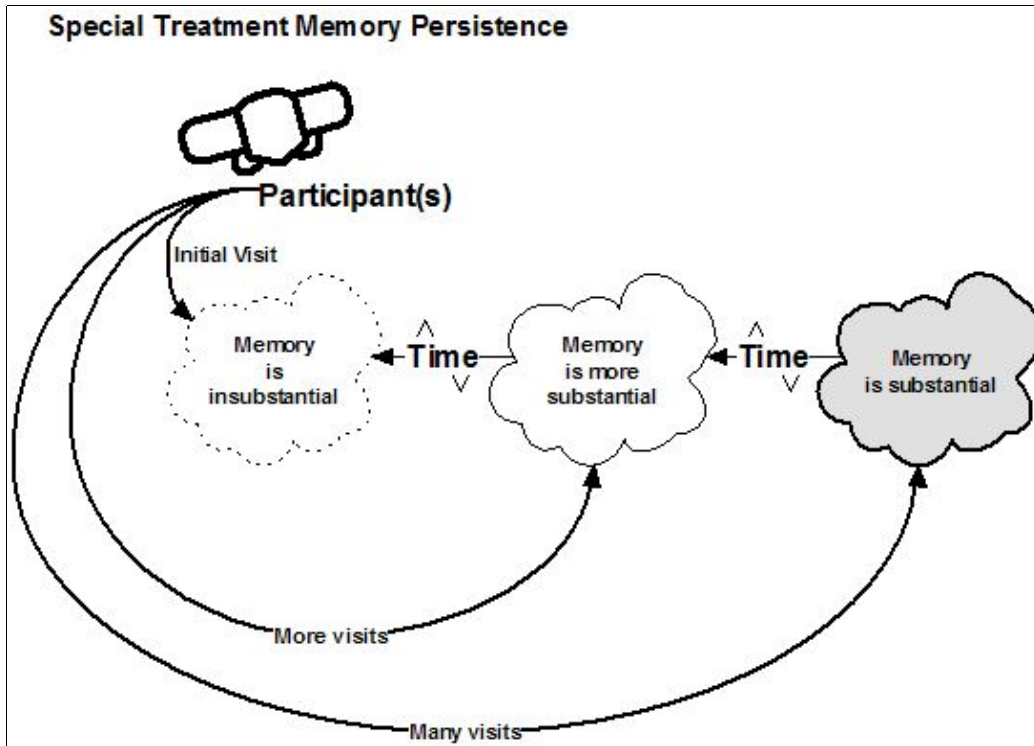 Special Treatment Memory Persistence
Participant(s)
Initial Visit
Memory
is
insubstantial
Time
Memory
is more
substantial
Time
Memory
is substantial
More visits
Many visits